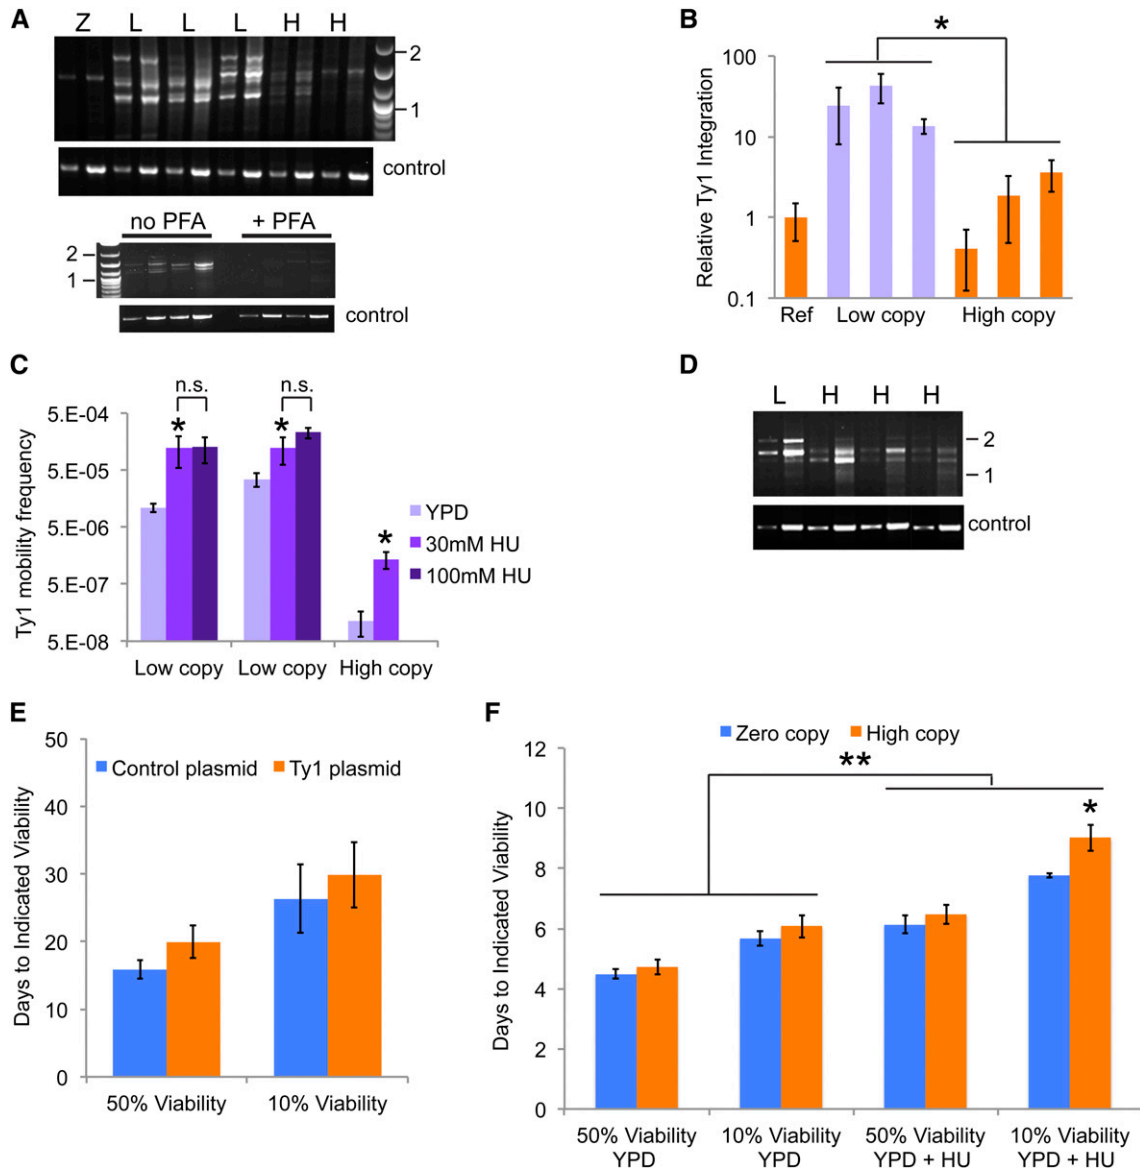 A
Z L L L H H
2
1
control
no PFA + PFA
2
1
control
B
*
Relative Ty1 Integration
100
10
1
0.1
Ref Low copy High copy
C
n.s. n.s.
* * *
Ty1 mobility frequency
5.E-04
5.E-05
5.E-06
5.E-07
5.E-08
YPD
30mM HU
100mM HU
Low copy Low copy High copy
D
L H H H
2
1
control
E
Days to Indicated Viability
50
40
30
20
10
0
Control plasmid Ty1 plasmid
50% Viability 10% Viability
F
Zero copy High copy
**
*
Days to Indicated Viability
12
10
8
6
4
2
0
50% Viability 10% Viability 50% Viability 10% Viability
YPD YPD YPD + HU YPD + HU